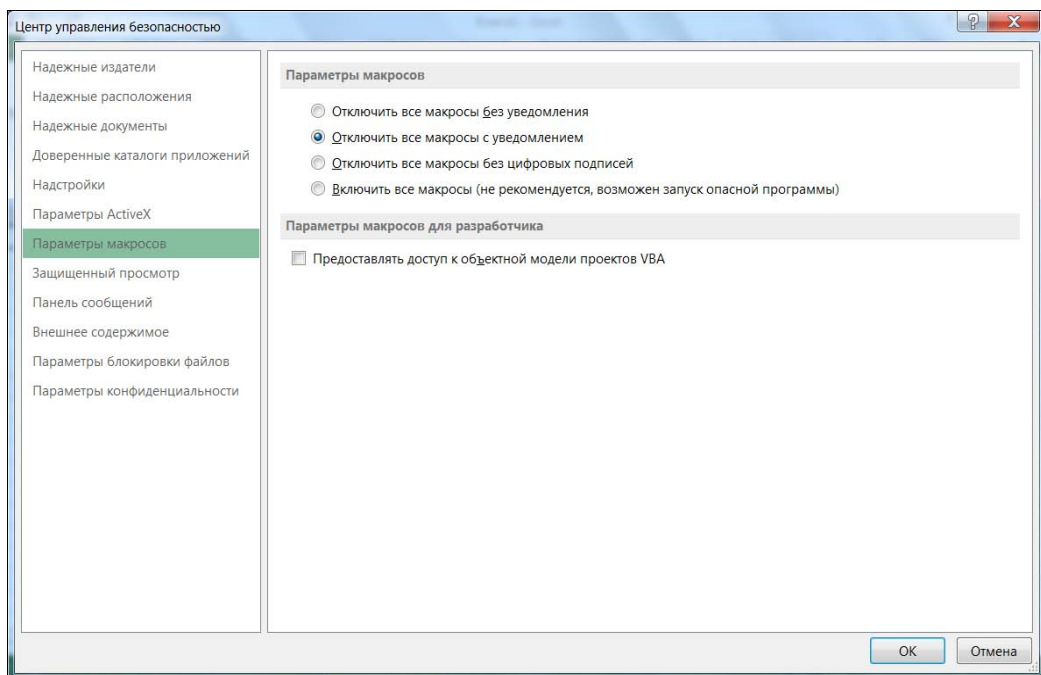 Центр управления безопасностью
Надежные издатели
Надежные расположения
Надежные документы
Доверенные каталоги приложений
Надстройки
Параметры ActiveX
Параметры макросов
Защищенный просмотр
Панель сообщений
Внешнее содержимое
Параметры блокировки файлов
Параметры конфиденциальности
Параметры макросов
Отключить все макросы без уведомления
Отключить все макросы с уведомлением
Отключить все макросы без цифровых подписей
Включить все макросы (не рекомендуется, возможен запуск опасной программы)
Параметры макросов для разработчика
Предоставлять доступ к объектной модели проектов VBA
ОК
Отмена